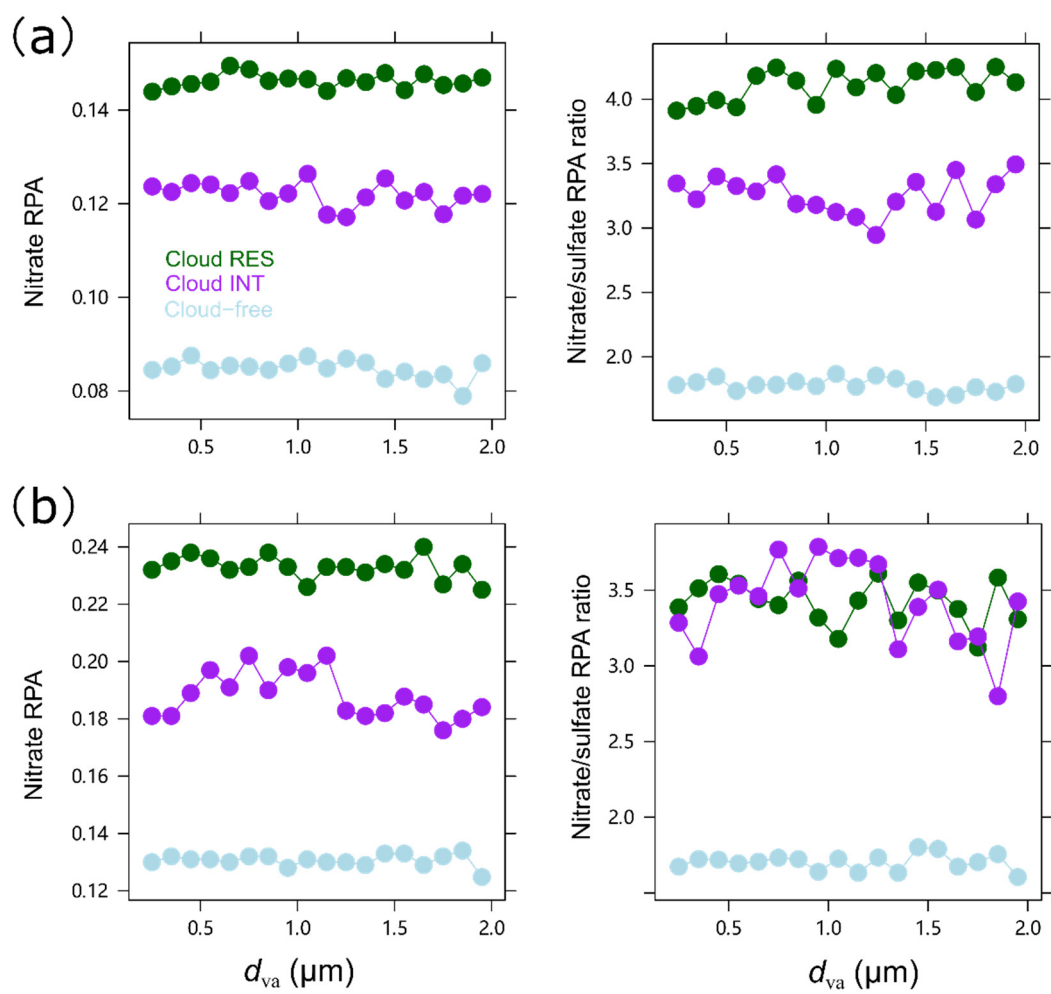 (a)
Nitrate RPA
0.14
0.12
0.10
0.08
Cloud RES
Cloud INT
Cloud-free
0.5 1.0 1.5 2.0
Nitrate/sulfate RPA ratio
4.0
3.5
3.0
2.5
2.0
0.5 1.0 1.5 2.0
(b)
Nitrate RPA
0.24
0.22
0.20
0.18
0.16
0.14
0.12
0.5 1.0 1.5 2.0
dva (μm)
Nitrate/sulfate RPA ratio
3.5
3.0
2.5
2.0
0.5 1.0 1.5 2.0
dva (μm)